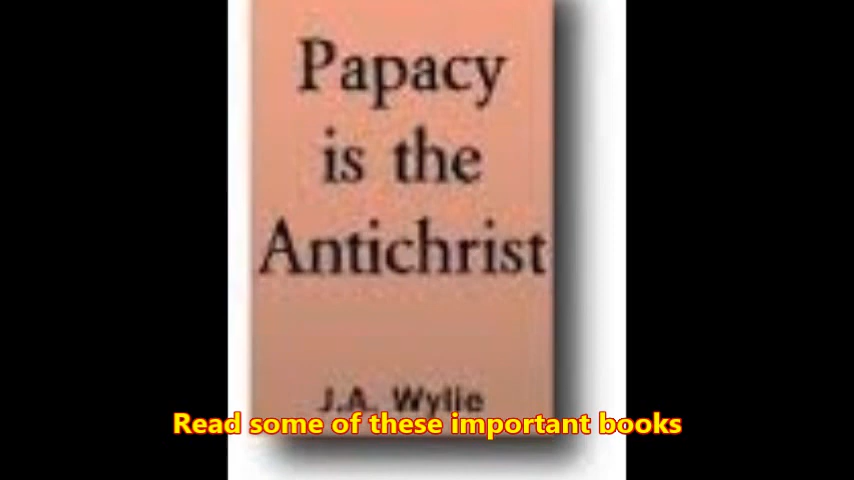 Papacy
is the
Antichrist
J.A. Wylie
Read some of these important books